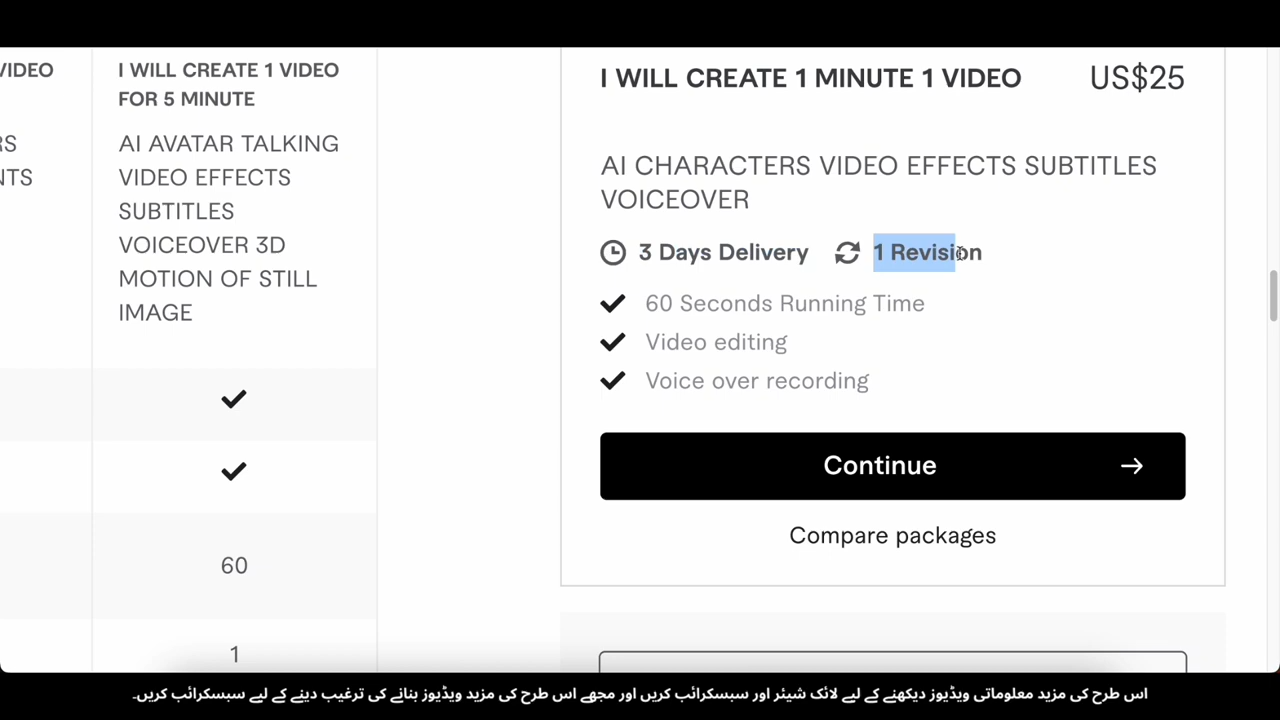 VIDEO
RS
NTS
I WILL CREATE 1 VIDEO
FOR 5 MINUTE
AI AVATAR TALKING
VIDEO EFFECTS
SUBTITLES
VOICEOVER 3D
MOTION OF STILL
IMAGE
60
1
I WILL CREATE 1 MINUTE 1 VIDEO
US$25
AI CHARACTERS VIDEO EFFECTS SUBTITLES
VOICEOVER
3 Days Delivery
1 Revision
60 Seconds Running Time
Video editing
Voice over recording
Continue
Compare packages
اس طرح کی مزید معلوماتی ویڈیوز دیکھنے کے لیے لائک شیئر اور سبسکرائب کریں اور مجھے اس طرح کی مزید ویڈیوز بنانے کی ترغیب دینے کے لیے سبسکرائب کریں۔